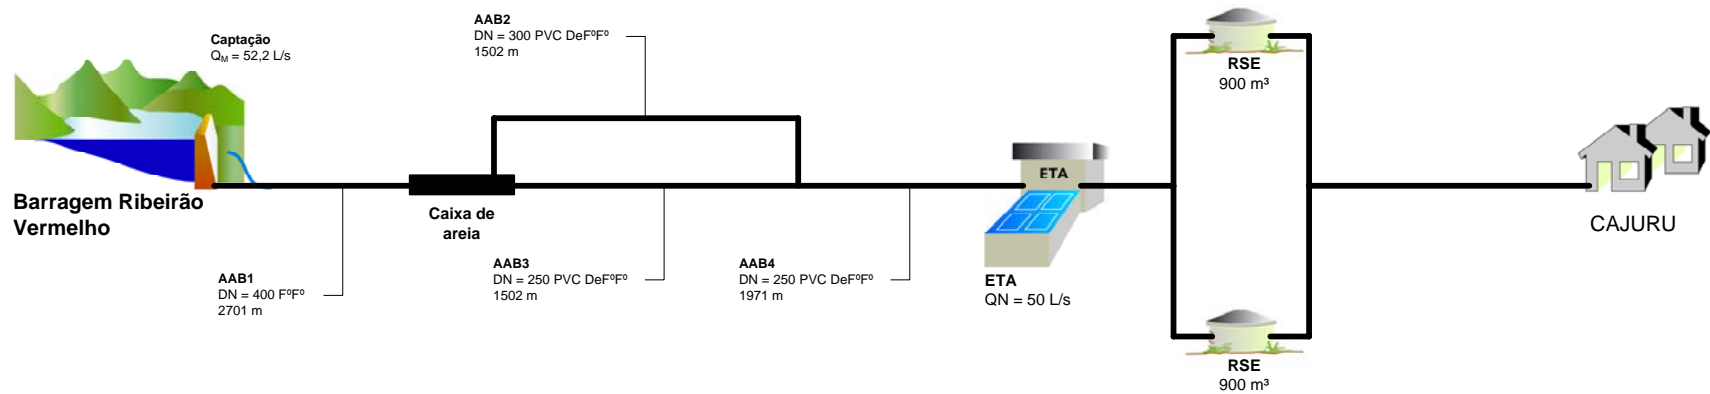 AAB2
DN = 300 PVC DeFºFº
1502 m
Captação
QM = 52,2 L/s
RSE
900 m³
ETA
Barragem Ribeirão
Vermelho
Caixa de
areia
CAJURU
AAB1
DN = 400 FºFº
2701 m
AAB3
DN = 250 PVC DeFºFº
1502 m
AAB4
DN = 250 PVC DeFºFº
1971 m
ETA
QN = 50 L/s
RSE
900 m³